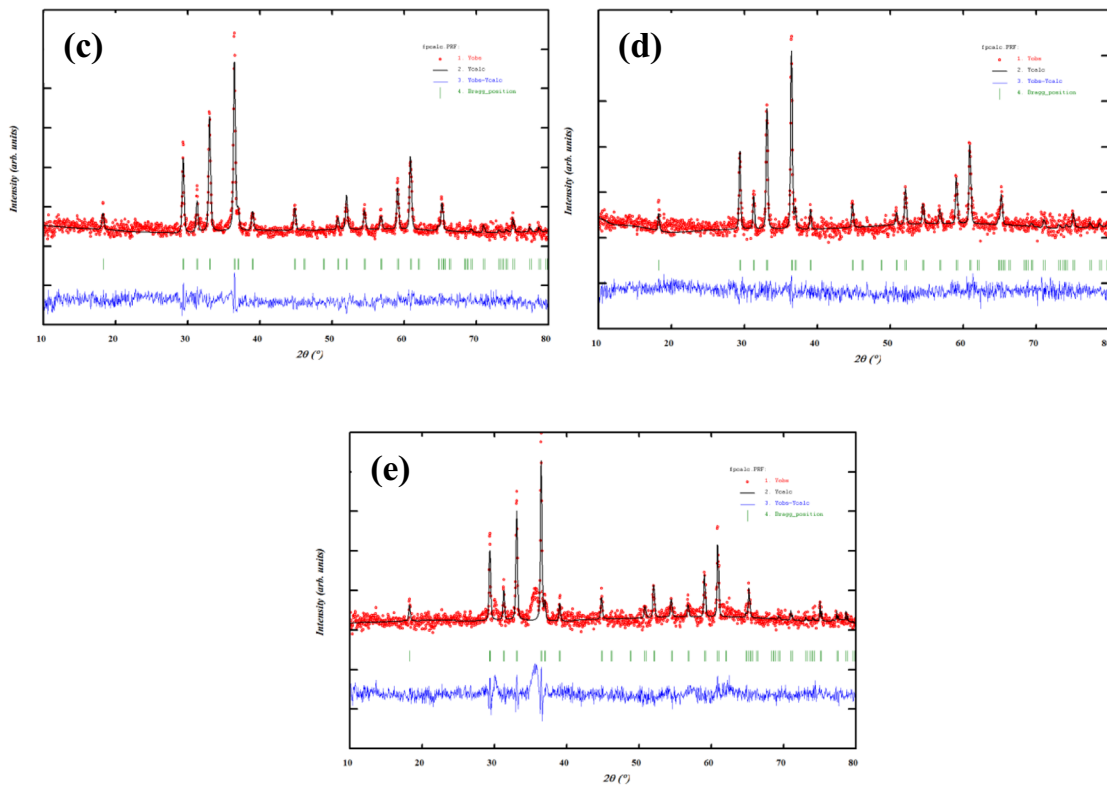 (c)
fpcalc.PRF:
1. Yobs
2. Ycalc
3. Yobs-Ycalc
4. Bragg_position
Intensity (arb. units)
10 20 30 40 50 60 70 80
2θ (°)
(d)
fpcalc.PRF:
1. Yobs
2. Ycalc
3. Yobs-Ycalc
4. Bragg_position
Intensity (arb. units)
10 20 30 40 50 60 70 80
2θ (°)
(e)
fpcalc.PRF:
1. Yobs
2. Ycalc
3. Yobs-Ycalc
4. Bragg_position
Intensity (arb. units)
10 20 30 40 50 60 70 80
2θ (°)